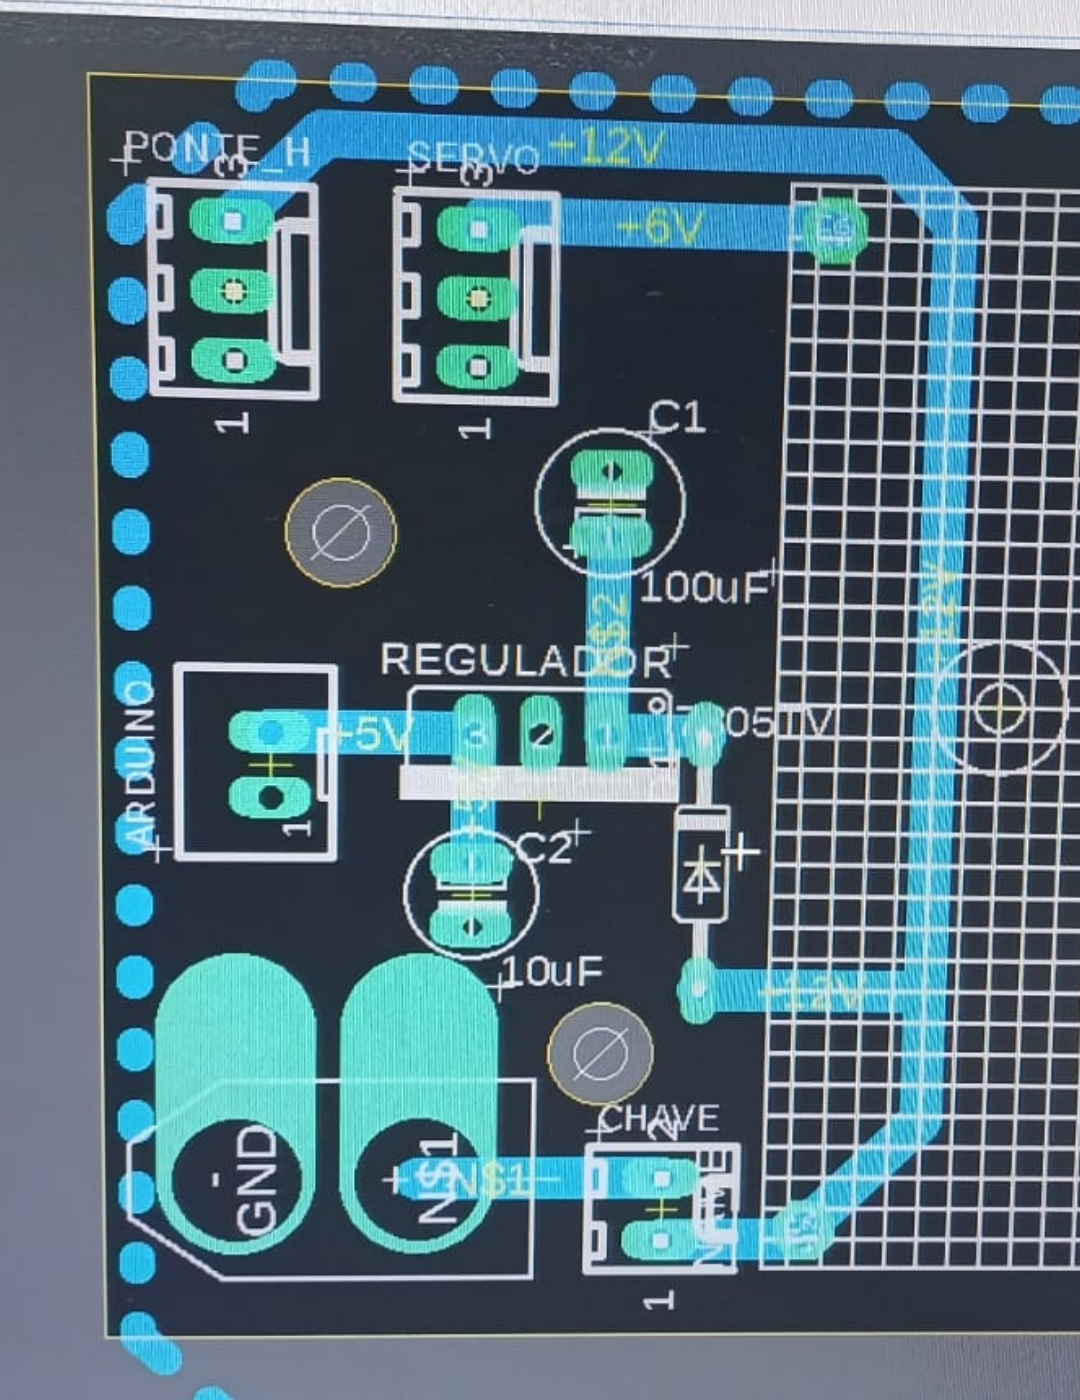 PONTE_H
3
SERVO
3
+12V
+6V
1
1
C1
100uF
N$2
+12V
REGULADOR
7805TV
+5V
3
2
1
ARDUINO
1
+5V
C2
10uF
+12V
CHAVE
2
- GND
+ N$1
N$1
1